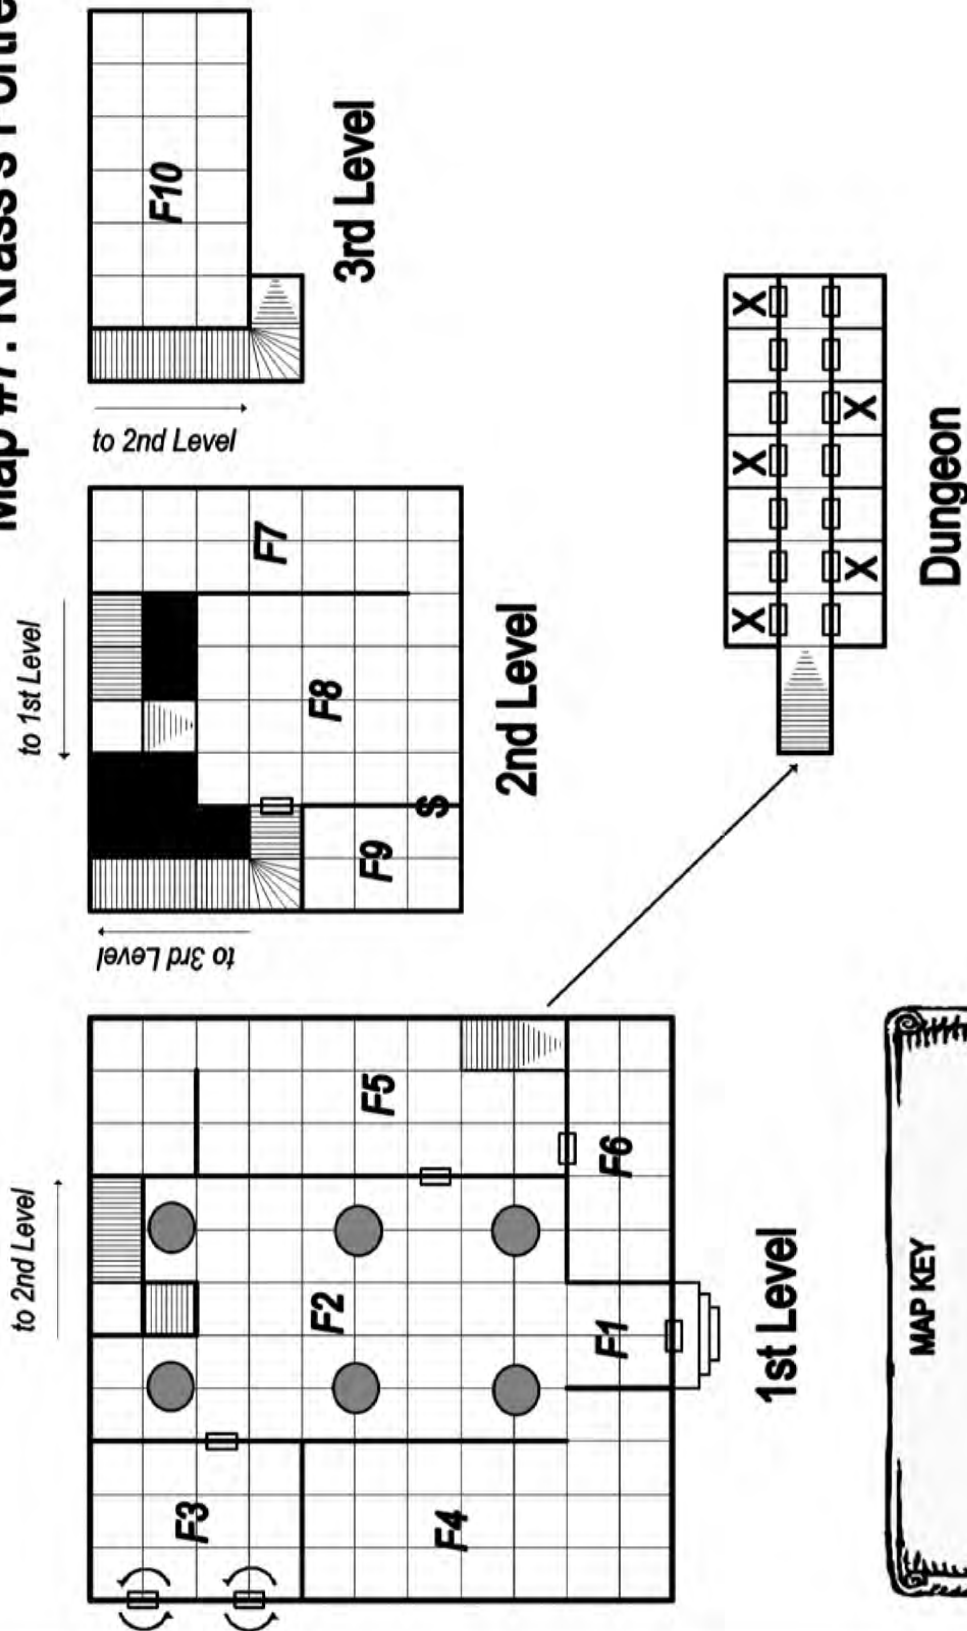 Map #7: Krass's Fortre
to 2nd Level
to 1st Level
to 3rd Level
to 2nd Level
F3
F4
F2
F1
F5
F6
1st Level
F9
F8
F7
S
2nd Level
F10
3rd Level
X
X
X
X
X
Dungeon
MAP KEY